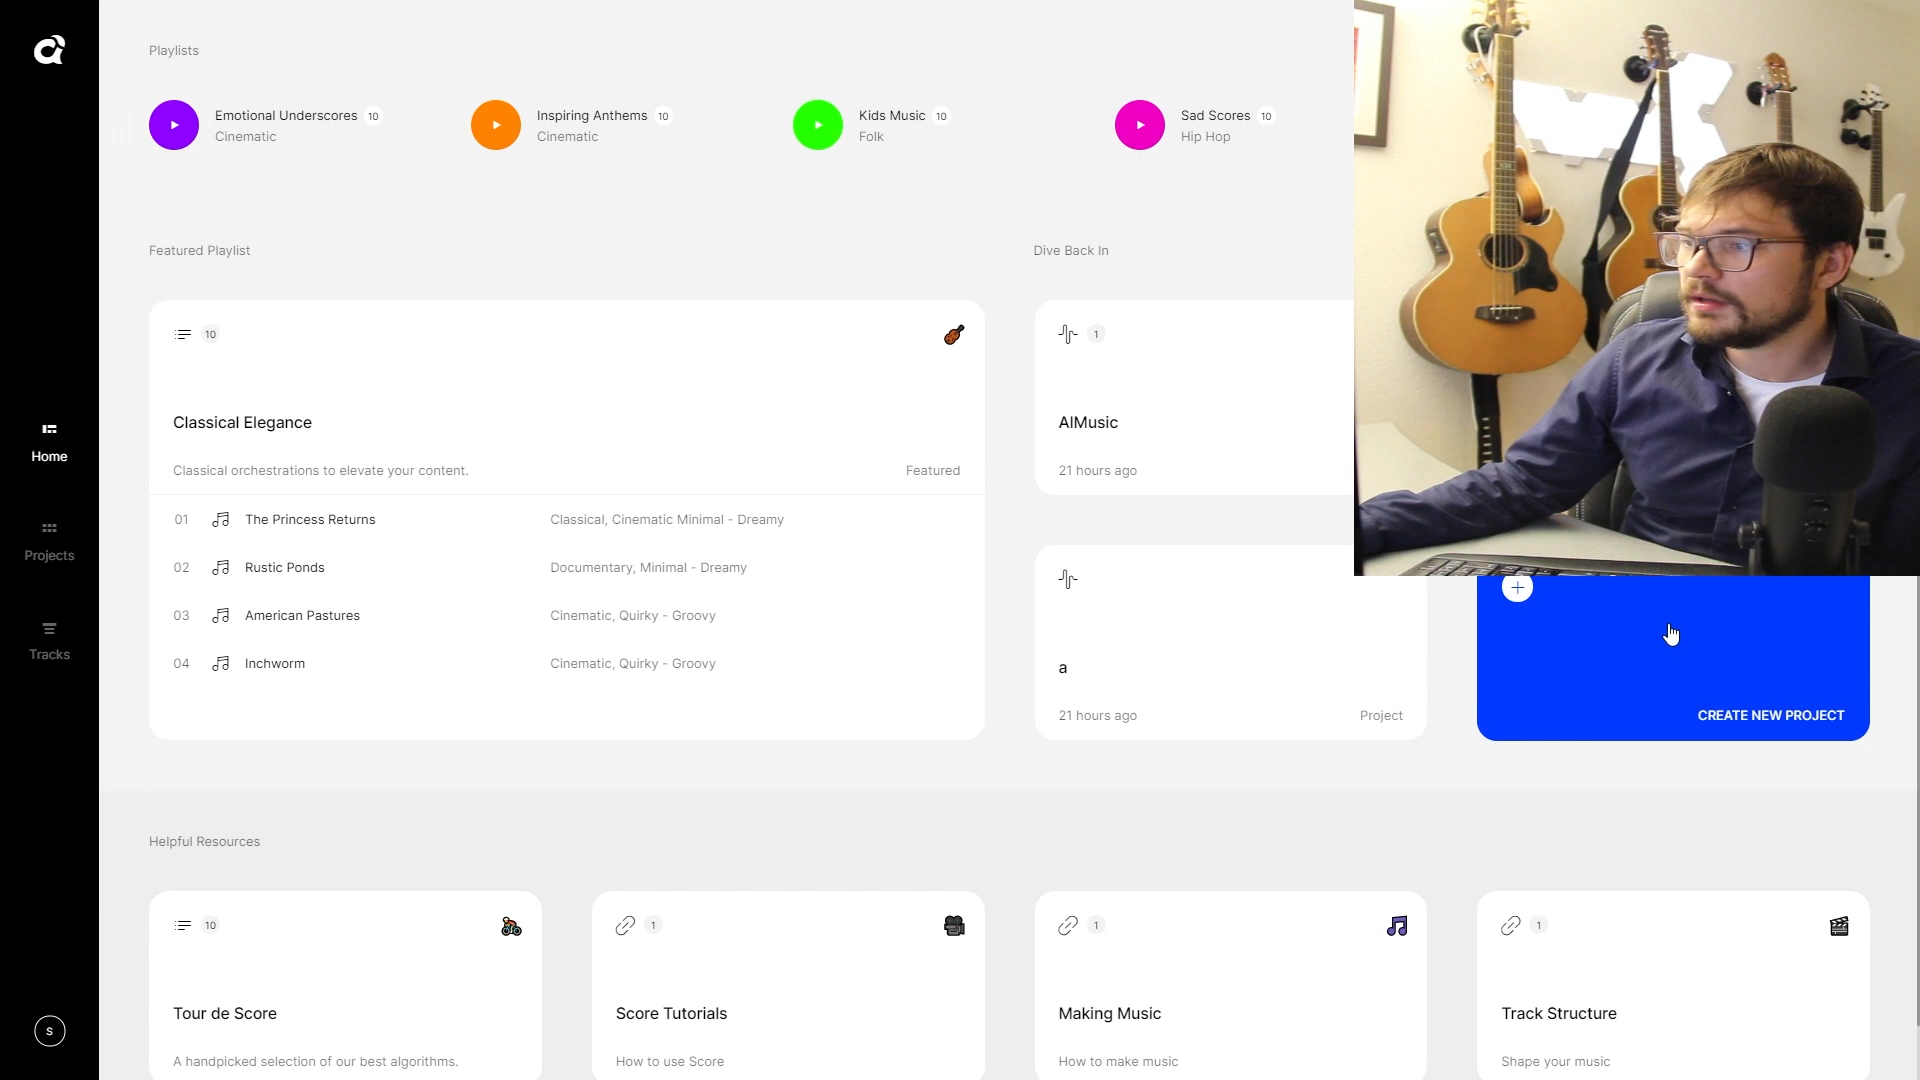 Playlists
Emotional Underscores 10
Cinematic
Inspiring Anthems 10
Cinematic
Kids Music 10
Folk
Sad Scores 10
Hip Hop
Featured Playlist
Dive Back In
10
Classical Elegance
Classical orchestrations to elevate your content.
Featured
01 The Princess Returns Classical, Cinematic Minimal - Dreamy
02 Rustic Ponds Documentary, Minimal - Dreamy
03 American Pastures Cinematic, Quirky - Groovy
04 Inchworm Cinematic, Quirky - Groovy
1
AIMusic
21 hours ago
a
21 hours ago
Project
CREATE NEW PROJECT
Home
Projects
Tracks
S
Helpful Resources
10
Tour de Score
A handpicked selection of our best algorithms.
1
Score Tutorials
How to use Score
1
Making Music
How to make music
1
Track Structure
Shape your music